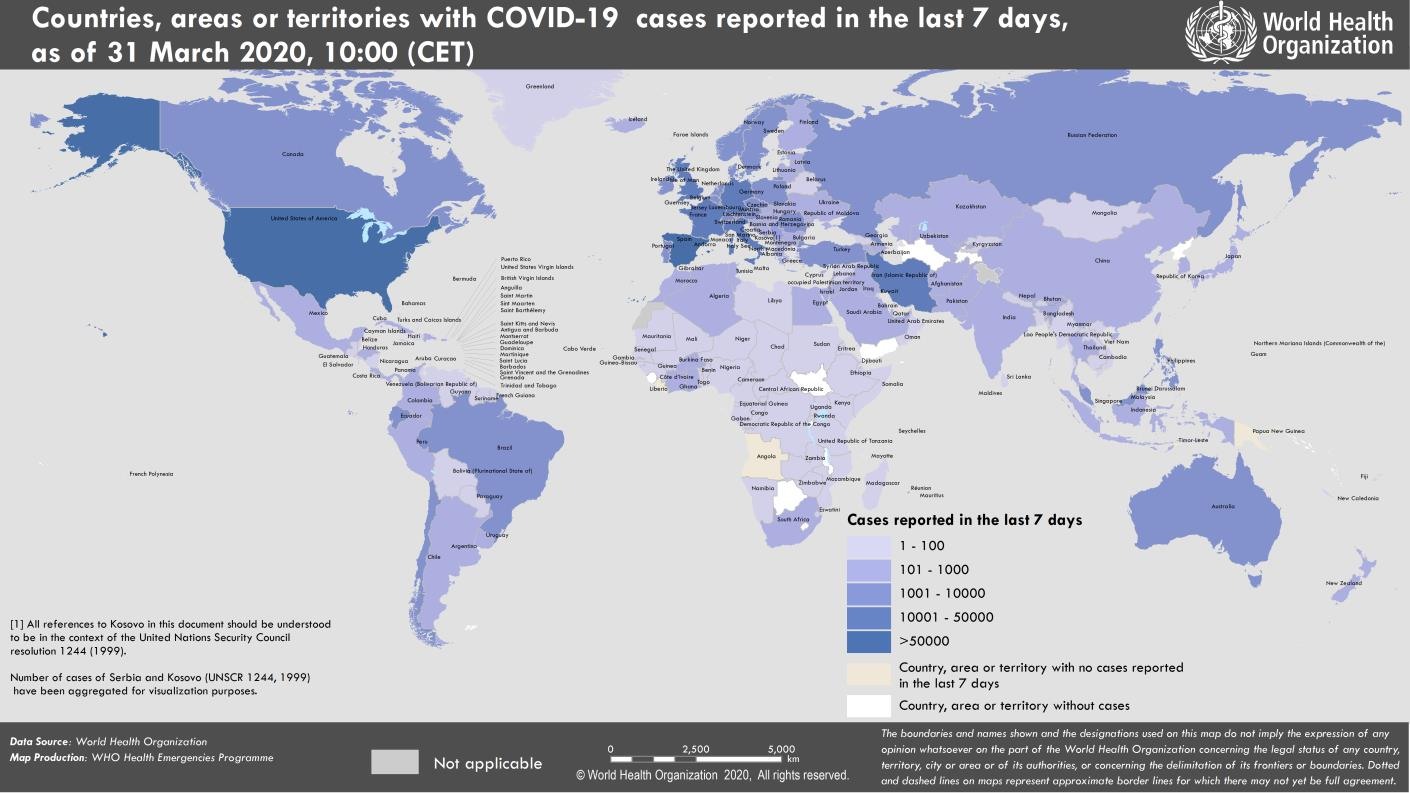 Countries, areas or territories with COVID-19 cases reported in the last 7 days,
as of 31 March 2020, 10:00 (CET)
World Health
Organization
Greenland
Iceland
Faroe Islands
Norway
Sweden
Finland
Estonia
Latvia
Lithuania
Denmark
Belarus
Russian Federation
Canada
The United Kingdom
Ireland
Isle of Man
Netherlands
Germany
Poland
Belgium
Guernsey
Jersey
Luxembourg
France
Liechtenstein
Switzerland
Czechia
Slovakia
Ukraine
Hungary
Republic of Moldova
Romania
Slovenia
Bosnia and Herzegovina
Serbia
San Marino
Kosovo[1]
Bulgaria
Montenegro
North Macedonia
Albania
Monaco
Italy
Andorra
Spain
Portugal
Greece
Gibraltar
Malta
Tunisia
Turkey
Georgia
Armenia
Azerbaijan
Kazakhstan
Uzbekistan
Kyrgyzstan
Mongolia
China
Republic of Korea
Japan
United States of America
Bermuda
Puerto Rico
United States Virgin Islands
British Virgin Islands
Anguilla
Saint Martin
Sint Maarten
Saint Barthélemy
Saint Kitts and Nevis
Antigua and Barbuda
Montserrat
Guadeloupe
Dominica
Martinique
Saint Lucia
Barbados
Saint Vincent and the Grenadines
Grenada
Trinidad and Tobago
Bahamas
Cuba
Turks and Caicos Islands
Mexico
Cayman Islands
Haiti
Belize
Jamaica
Honduras
Guatemala
El Salvador
Nicaragua
Aruba
Curacao
Costa Rica
Panama
Venezuela (Bolivarian Republic of)
Guyana
Suriname
French Guiana
Colombia
Ecuador
Peru
Brazil
Bolivia (Plurinational State of)
Paraguay
Uruguay
Argentina
Chile
French Polynesia
Cyprus
Syrian Arab Republic
Lebanon
occupied Palestinian territory
Israel
Jordan
Iraq
Iran (Islamic Republic of)
Kuwait
Afghanistan
Bahrain
Qatar
Pakistan
Saudi Arabia
United Arab Emirates
Oman
Nepal
Bhutan
India
Bangladesh
Myanmar
Lao People's Democratic Republic
Viet Nam
Thailand
Cambodia
Philippines
Sri Lanka
Maldives
Brunei Darussalam
Malaysia
Singapore
Indonesia
Northern Mariana Islands (Commonwealth of the)
Guam
Morocco
Algeria
Libya
Egypt
Mauritania
Mali
Niger
Chad
Sudan
Eritrea
Djibouti
Cabo Verde
Senegal
Gambia
Guinea-Bissau
Guinea
Burkina Faso
Benin
Nigeria
Côte d'Ivoire
Togo
Ghana
Liberia
Cameroon
Central African Republic
Ethiopia
Somalia
Equatorial Guinea
Uganda
Kenya
Congo
Rwanda
Gabon
Democratic Republic of the Congo
United Republic of Tanzania
Seychelles
Angola
Zambia
Mayotte
Namibia
Zimbabwe
Mozambique
Madagascar
Réunion
Mauritius
Eswatini
South Africa
Papua New Guinea
Timor-Leste
Fiji
New Caledonia
Australia
New Zealand
Cases reported in the last 7 days
1 - 100
101 - 1000
1001 - 10000
10001 - 50000
>50000
Country, area or territory with no cases reported
in the last 7 days
Country, area or territory without cases
[1] All references to Kosovo in this document should be understood
to be in the context of the United Nations Security Council
resolution 1244 (1999).
Number of cases of Serbia and Kosovo (UNSCR 1244, 1999)
have been aggregated for visualization purposes.
Data Source: World Health Organization
Map Production: WHO Health Emergencies Programme
Not applicable
0 2,500 5,000
km
© World Health Organization 2020, All rights reserved.
The boundaries and names shown and the designations used on this map do not imply the expression of any
opinion whatsoever on the part of the World Health Organization concerning the legal status of any country,
territory, city or area or of its authorities, or concerning the delimitation of its frontiers or boundaries. Dotted
and dashed lines on maps represent approximate border lines for which there may not yet be full agreement.